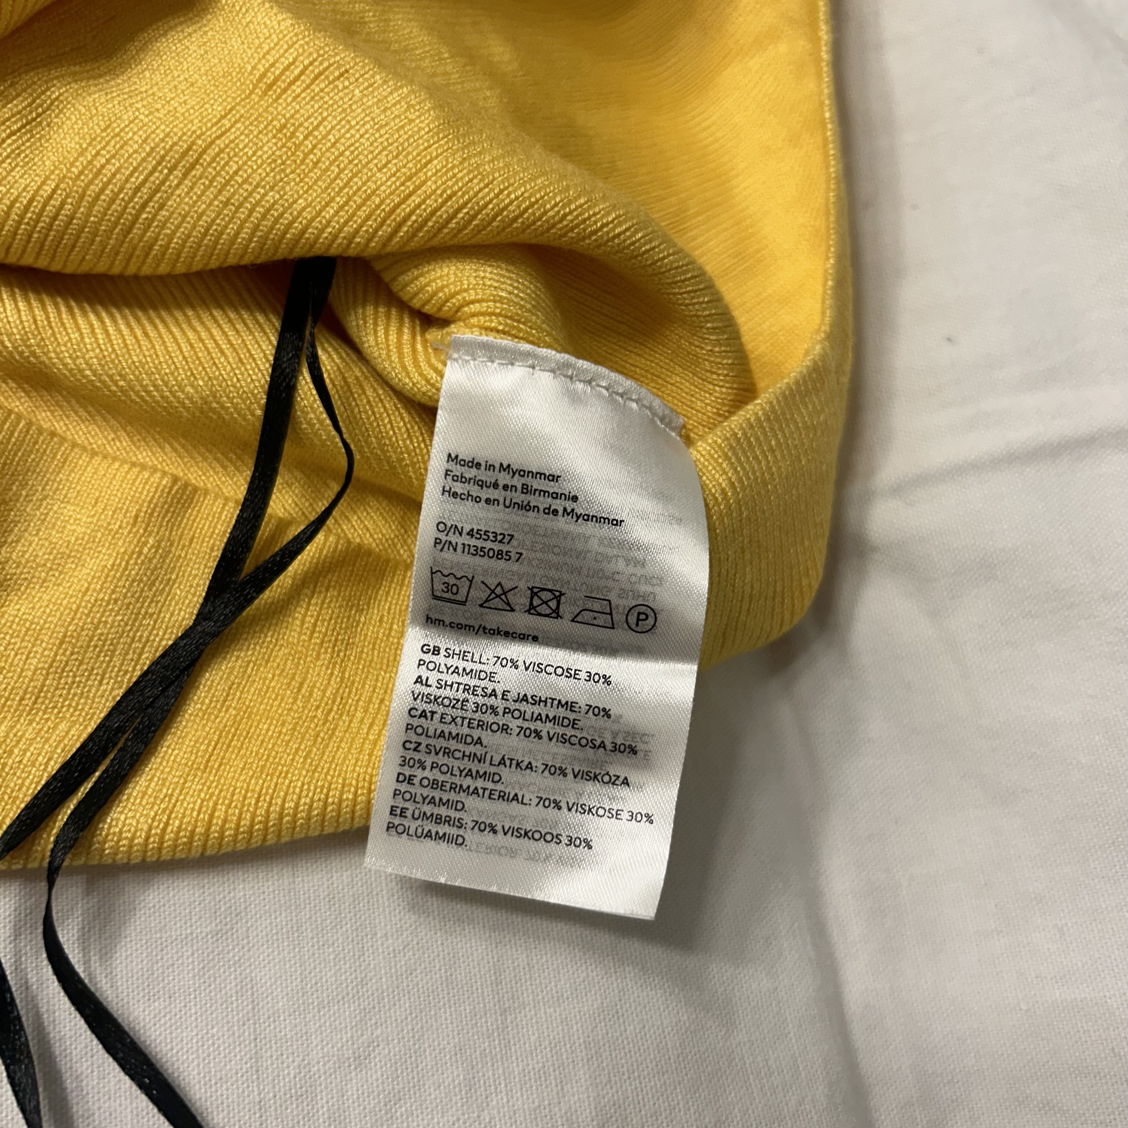 Made in Myanmar
Fabriqué en Birmanie
Hecho en Unión de Myanmar
O/N 455327
P/N 1135085 7
30 P
hm.com/takecare
GB SHELL: 70% VISCOSE 30%
POLYAMIDE.
AL SHTRESA E JASHTME: 70%
VISKOZË 30% POLIAMIDE.
CAT EXTERIOR: 70% VISCOSA 30%
POLIAMIDA.
CZ SVRCHNÍ LÁTKA: 70% VISKÓZA
30% POLYAMID.
DE OBERMATERIAL: 70% VISKOSE 30%
POLYAMID.
EE ÜMBRIS: 70% VISKOOS 30%
POLÜAMIID.